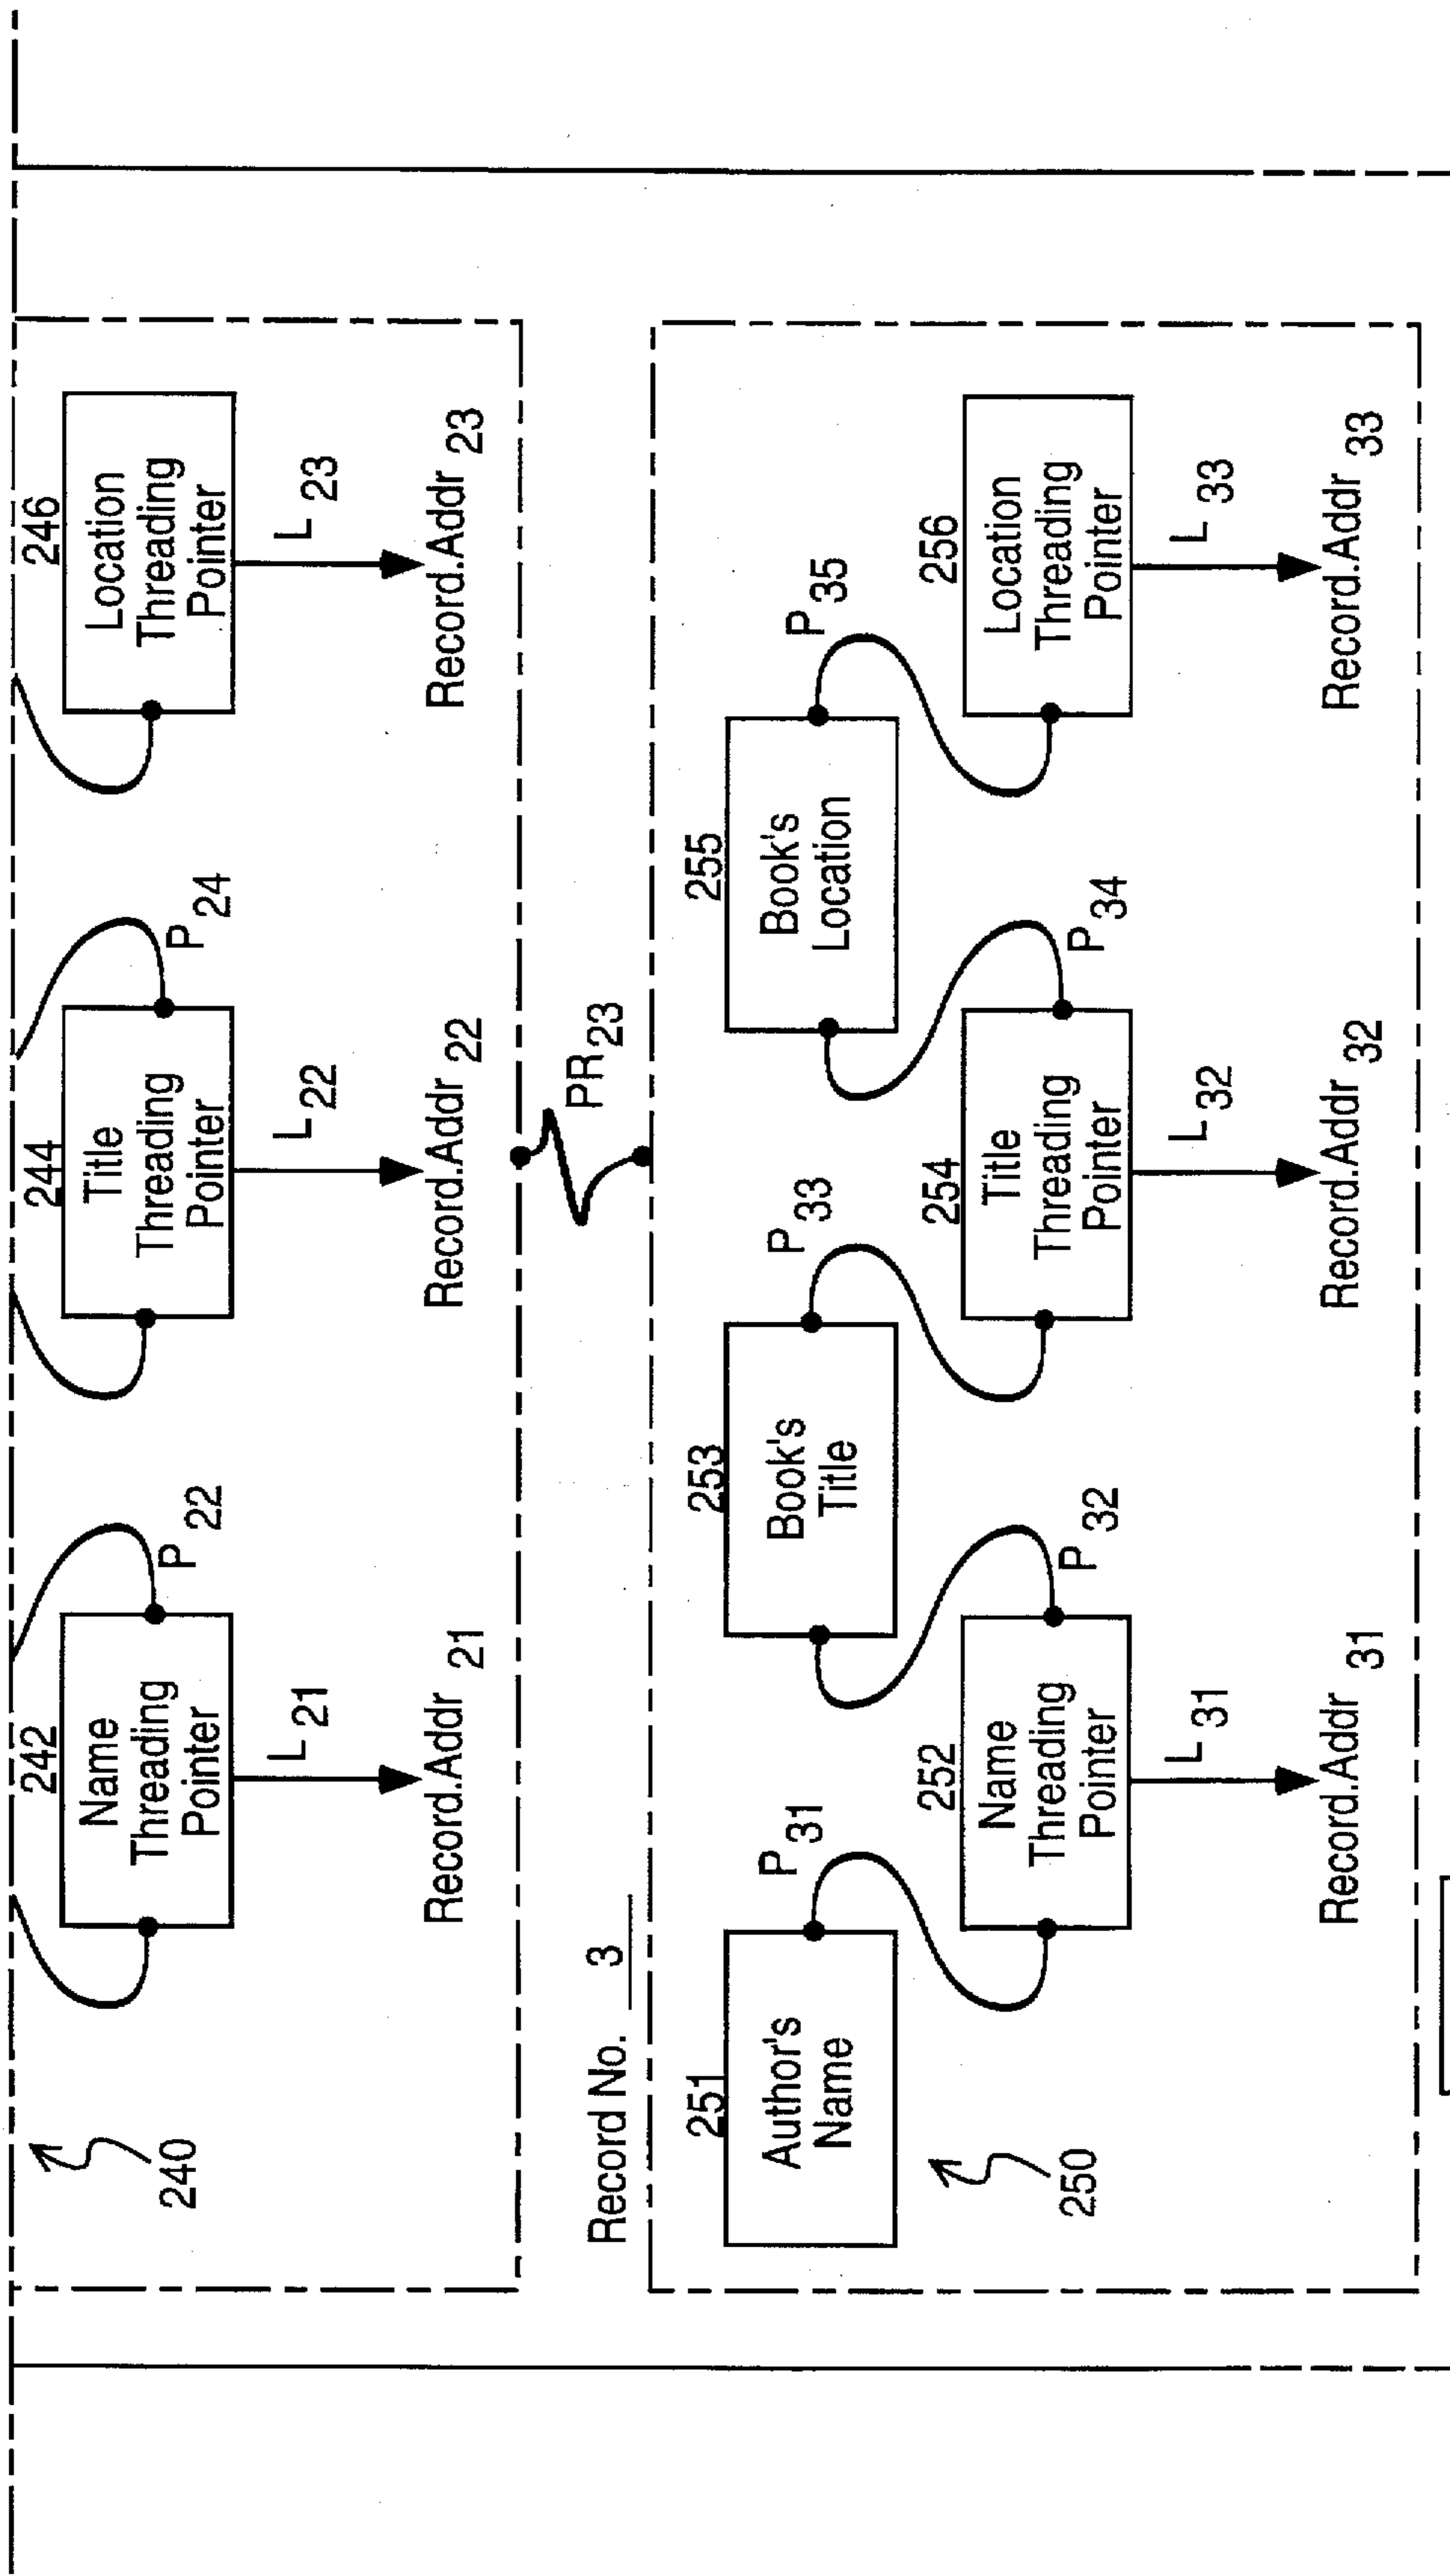 242
Name
Threading
Pointer
P 22
244
Title
Threading
Pointer
P 24
246
Location
Threading
Pointer
240
L 21
L 22
L 23
Record.Addr 21
Record.Addr 22
Record.Addr 23
PR 23
Record No. 3
251
Author's
Name
P 31
253
Book's
Title
P 33
255
Book's
Location
P 35
250
252
Name
Threading
Pointer
P 32
254
Title
Threading
Pointer
P 34
256
Location
Threading
Pointer
L 31
L 32
L 33
Record.Addr 31
Record.Addr 32
Record.Addr 33